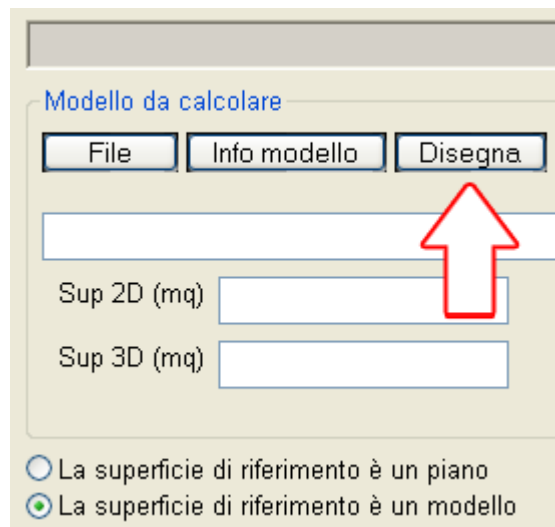 Modello da calcolare
File Info modello Disegna
Sup 2D (mq)
Sup 3D (mq)
La superficie di riferimento è un piano
La superficie di riferimento è un modello